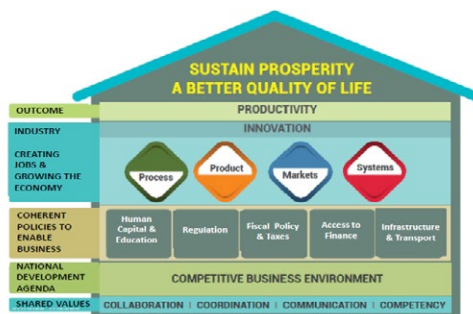 SUSTAIN PROSPERITY
A BETTER QUALITY OF LIFE
OUTCOME
PRODUCTIVITY
INDUSTRY
CREATING
JOBS &
GROWING THE
ECONOMY
INNOVATION
Process
Product
Markets
Systems
COHERENT
POLICIES TO
ENABLE
BUSINESS
Human
Capital &
Education
Regulation
Fiscal Policy
& Taxes
Access to
Finance
Infrastructure
& Transport
NATIONAL
DEVELOPMENT
AGENDA
COMPETITIVE BUSINESS ENVIRONMENT
SHARED VALUES
COLLABORATION | COORDINATION | COMMUNICATION | COMPETENCY